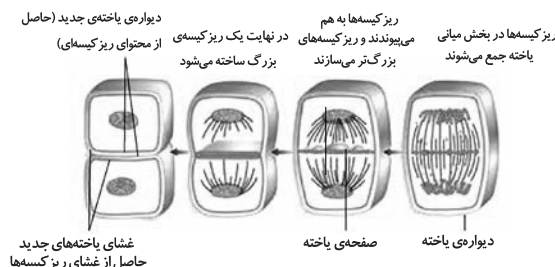 ریزکیسه‌ها در بخش میانی
یاخته جمع می‌شوند
ریزکیسه‌ها به هم
می‌پیوندند و ریزکیسه‌های
بزرگ‌تر می‌سازند
در نهایت یک ریزکیسه‌ی
بزرگ ساخته می‌شود
دیواره‌ی یاخته‌ی جدید (حاصل
از محتوای ریزکیسه‌ای)
دیواره‌ی یاخته
صفحه‌ی یاخته
غشای یاخته‌های جدید
حاصل از غشای ریزکیسه‌ها